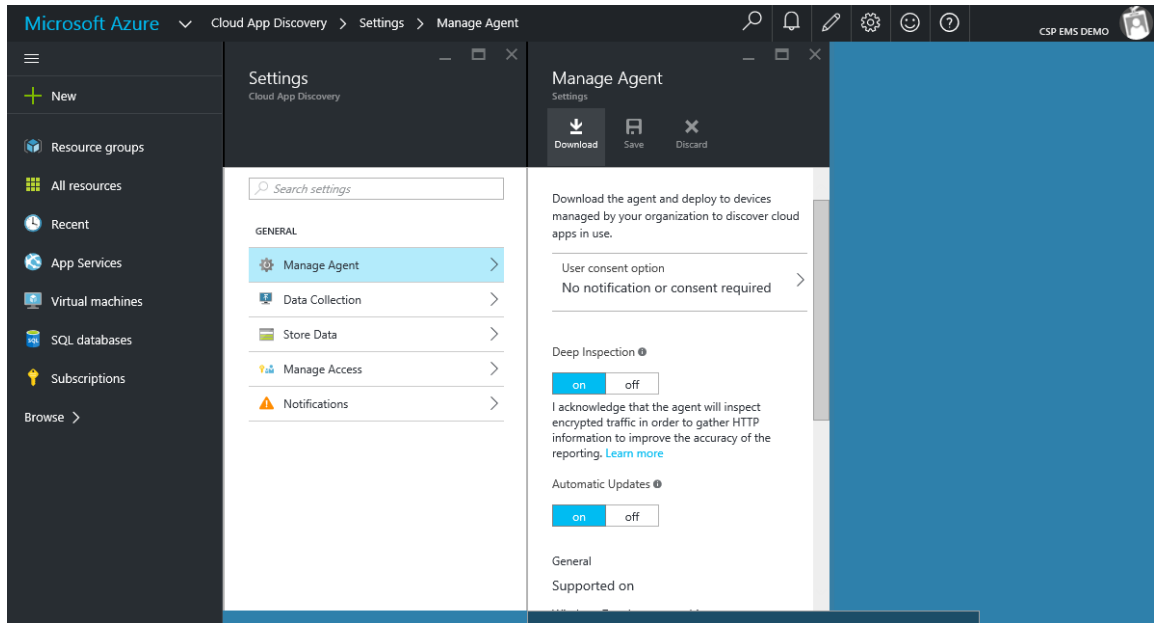 Microsoft Azure Cloud App Discovery > Settings > Manage Agent
CSP EMS DEMO
New
Resource groups
All resources
Recent
App Services
Virtual machines
SQL databases
Subscriptions
Browse >
Settings
Cloud App Discovery
Search settings
GENERAL
Manage Agent
Data Collection
Store Data
Manage Access
Notifications
Manage Agent
Settings
Download Save Discard
Download the agent and deploy to devices
managed by your organization to discover cloud
apps in use.
User consent option
No notification or consent required
Deep Inspection
on off
I acknowledge that the agent will inspect
encrypted traffic in order to gather HTTP
information to improve the accuracy of the
reporting. Learn more
Automatic Updates
on off
General
Supported on